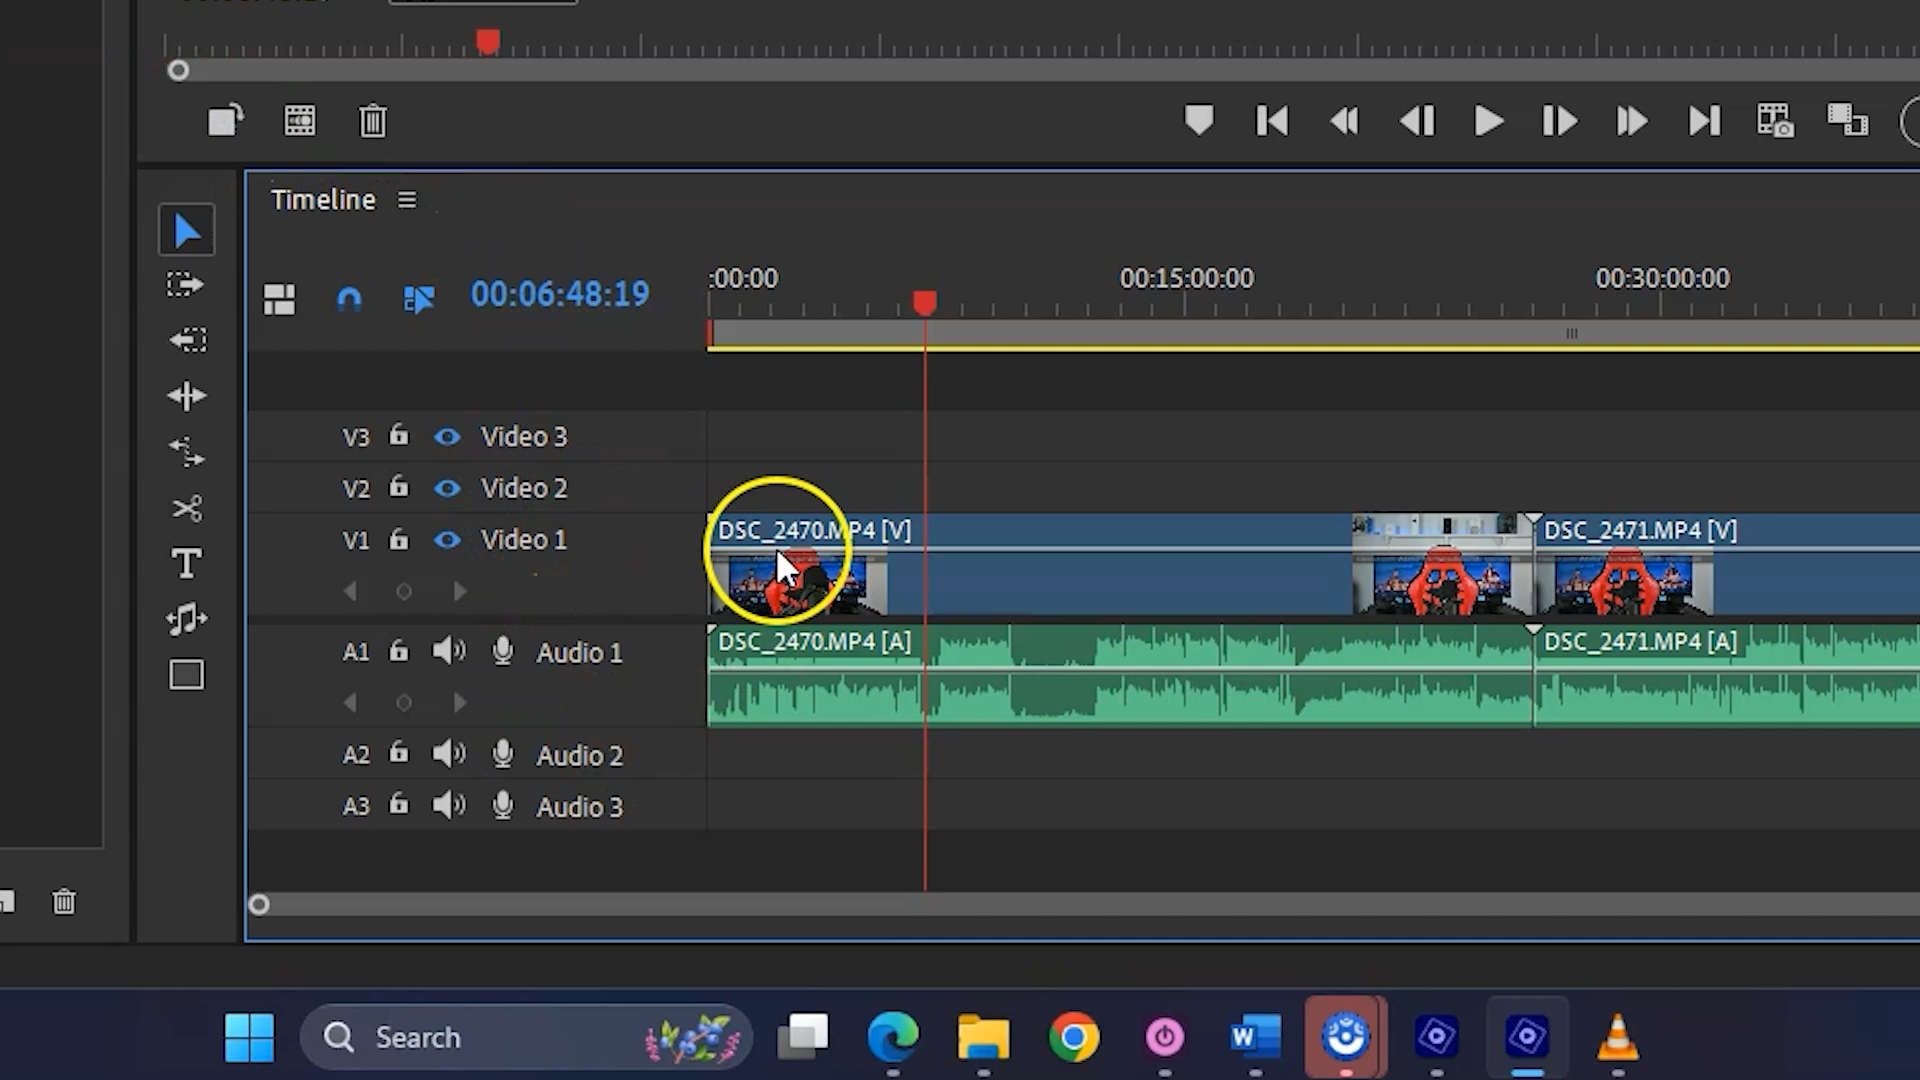 Timeline
00:06:48:19
:00:00
00:15:00:00
00:30:00:00
V3 Video 3
V2 Video 2
V1 Video 1
DSC_2470.MP4 [V]
DSC_2471.MP4 [V]
A1 Audio 1
DSC_2470.MP4 [A]
DSC_2471.MP4 [A]
A2 Audio 2
A3 Audio 3
Search
W